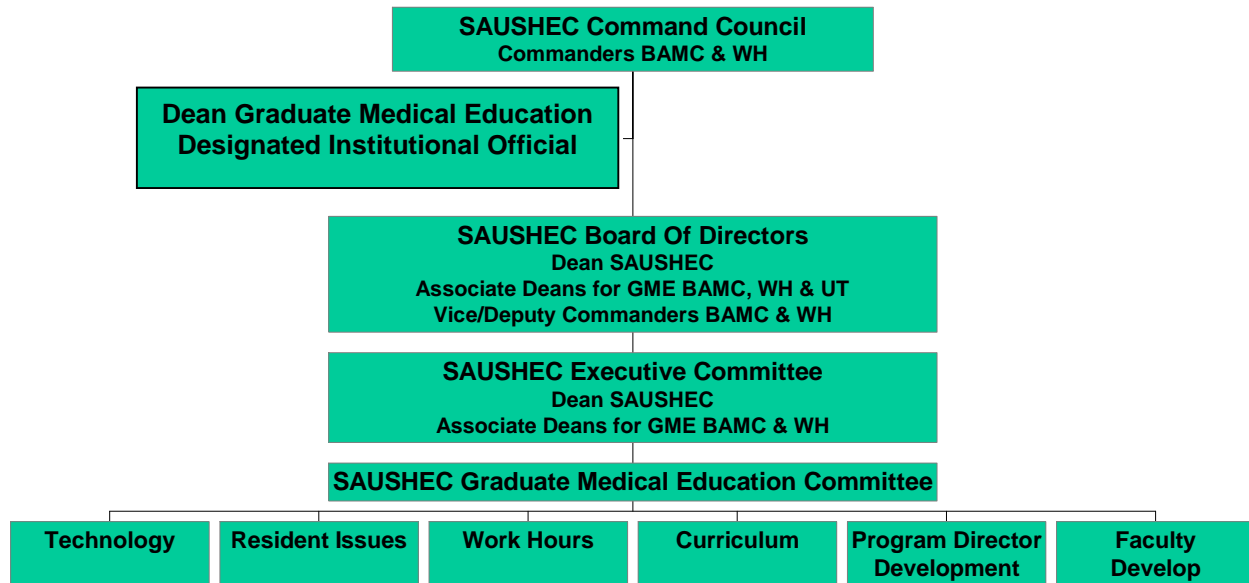 SAUSHEC Command Council
Commanders BAMC & WH
Dean Graduate Medical Education
Designated Institutional Official
SAUSHEC Board Of Directors
Dean SAUSHEC
Associate Deans for GME BAMC, WH & UT
Vice/Deputy Commanders BAMC & WH
SAUSHEC Executive Committee
Dean SAUSHEC
Associate Deans for GME BAMC & WH
SAUSHEC Graduate Medical Education Committee
Technology
Resident Issues
Work Hours
Curriculum
Program Director
Development
Faculty
Develop